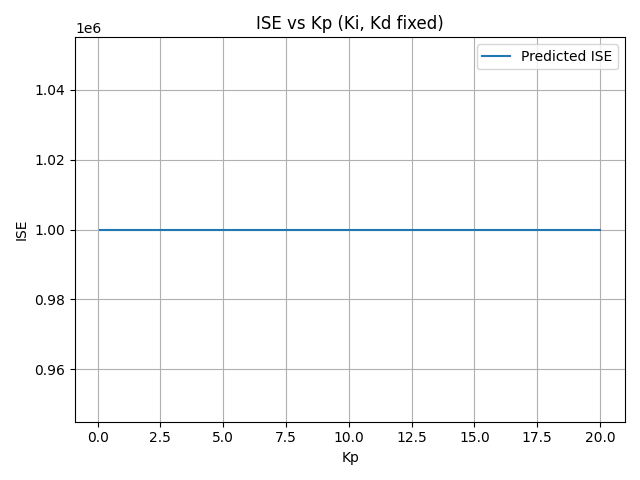 ISE vs Kp (Ki, Kd fixed)
1e6
Predicted ISE
1.04
1.02
1.00
0.98
0.96
ISE
0.0 2.5 5.0 7.5 10.0 12.5 15.0 17.5 20.0
Kp